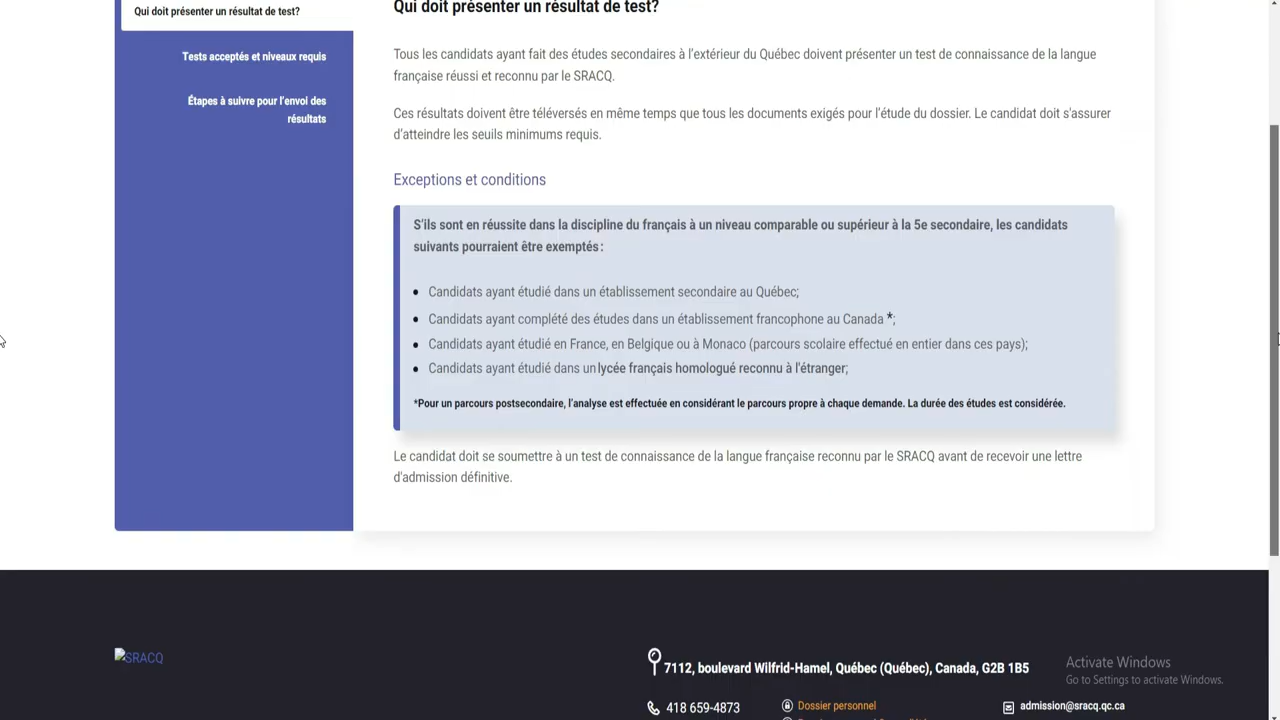 Qui doit présenter un résultat de test?
Tests acceptés et niveaux requis
Étapes à suivre pour l'envoi des
résultats
Qui doit présenter un résultat de test?
Tous les candidats ayant fait des études secondaires à l'extérieur du Québec doivent présenter un test de connaissance de la langue
française réussi et reconnu par le SRACQ.
Ces résultats doivent être téléversés en même temps que tous les documents exigés pour l'étude du dossier. Le candidat doit s'assurer
d'atteindre les seuils minimums requis.
Exceptions et conditions
S'ils sont en réussite dans la discipline du français à un niveau comparable ou supérieur à la 5e secondaire, les candidats
suivants pourraient être exemptés :
• Candidats ayant étudié dans un établissement secondaire au Québec;
• Candidats ayant complété des études dans un établissement francophone au Canada *;
• Candidats ayant étudié en France, en Belgique ou à Monaco (parcours scolaire effectué en entier dans ces pays);
• Candidats ayant étudié dans un lycée français homologué reconnu à l'étranger;
*Pour un parcours postsecondaire, l'analyse est effectuée en considérant le parcours propre à chaque demande. La durée des études est considérée.
Le candidat doit se soumettre à un test de connaissance de la langue française reconnu par le SRACQ avant de recevoir une lettre
d'admission définitive.
SRACQ
7112, boulevard Wilfrid-Hamel, Québec (Québec), Canada, G2B 1B5
418 659-4873
Dossier personnel
admission@sracq.qc.ca
Activate Windows
Go to Settings to activate Windows.